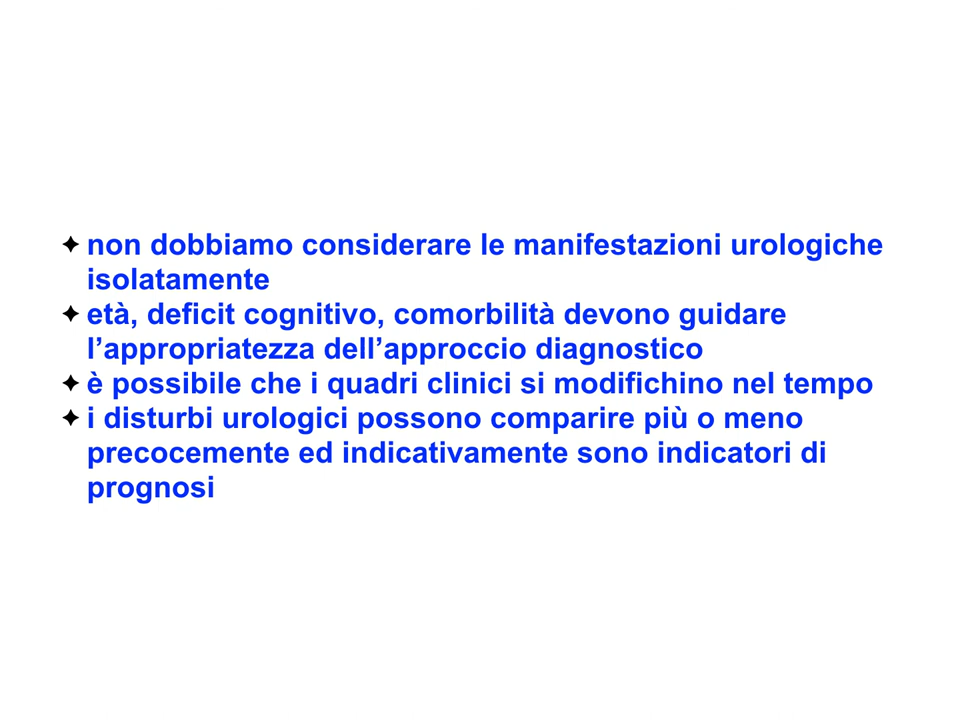 ✦ non dobbiamo considerare le manifestazioni urologiche
isolatamente
✦ età, deficit cognitivo, comorbilità devono guidare
l’appropriatezza dell’approccio diagnostico
✦ è possibile che i quadri clinici si modifichino nel tempo
✦ i disturbi urologici possono comparire più o meno
precocemente ed indicativamente sono indicatori di
prognosi